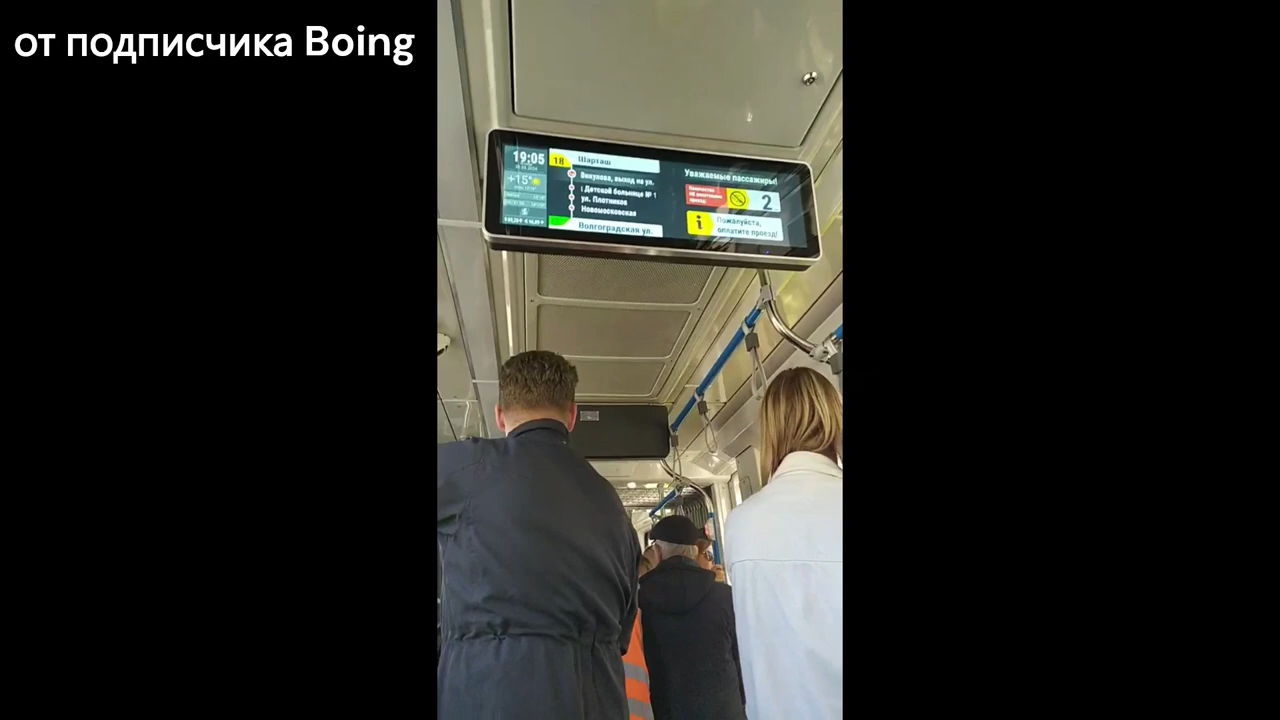 от подписчика Boing
19:05
+15°
18 Шарташ
Викулова, выход на ул.
Детской больнице № 1
ул. Плотников
Новомосковская
Волгоградская ул.
Уважаемые пассажиры!
2
i Пожалуйста,
оплатите проезд!